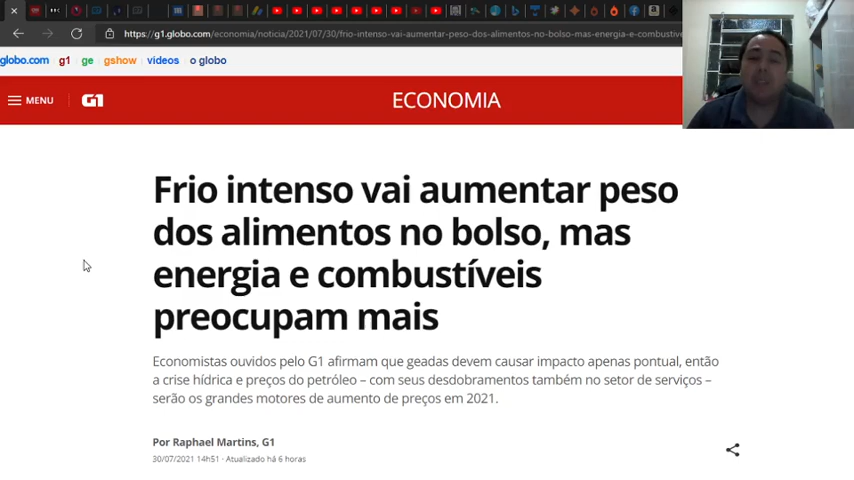 https://g1.globo.com/economia/noticia/2021/07/30/frio-intenso-vai-aumentar-peso-dos-alimentos-no-bolso-mas-energia-e-combustive
globo.com g1 ge gshow vídeos o globo
MENU G1 ECONOMIA
Frio intenso vai aumentar peso
dos alimentos no bolso, mas
energia e combustíveis
preocupam mais
Economistas ouvidos pelo G1 afirmam que geadas devem causar impacto apenas pontual, então
a crise hídrica e preços do petróleo – com seus desdobramentos também no setor de serviços –
serão os grandes motores de aumento de preços em 2021.
Por Raphael Martins, G1
30/07/2021 14h51 · Atualizado há 6 horas